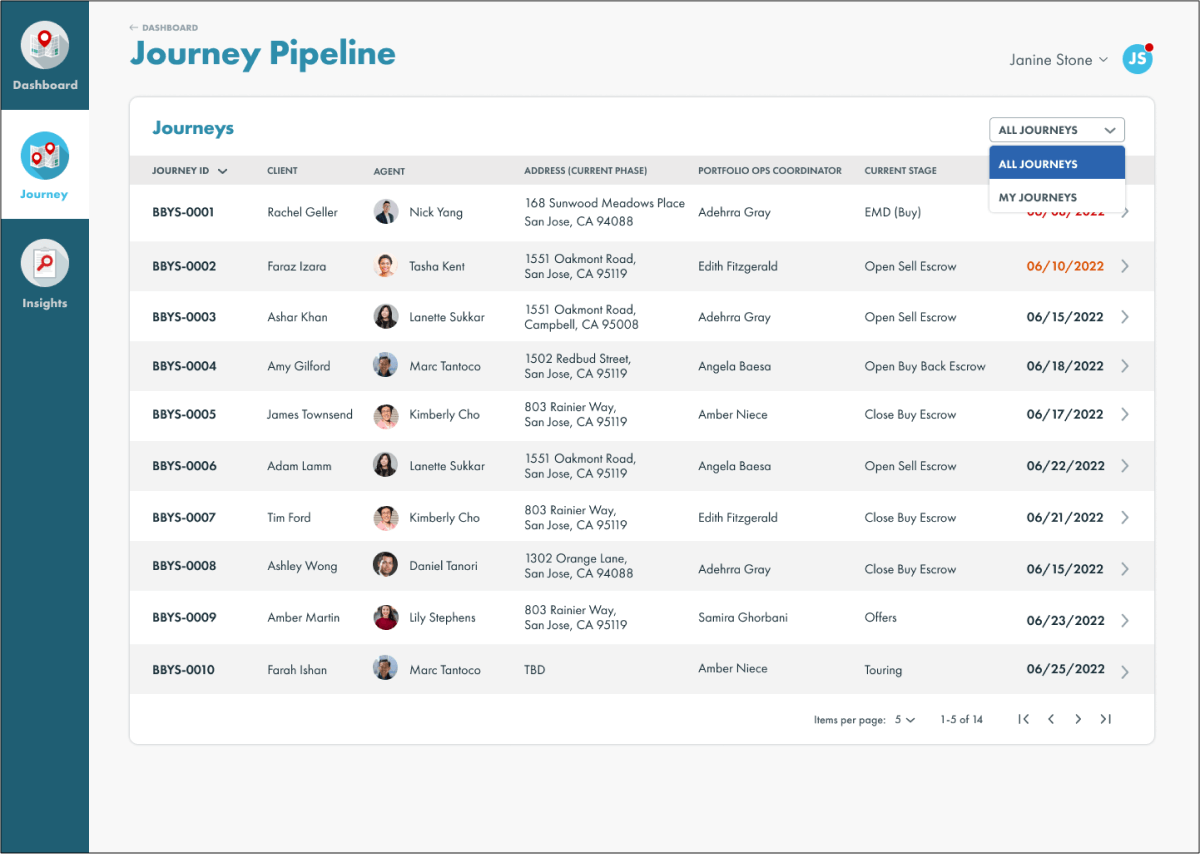 Dashboard
Journey
Insights
← DASHBOARD
Journey Pipeline
Janine Stone
JS
Journeys
ALL JOURNEYS
ALL JOURNEYS
MY JOURNEYS
JOURNEY ID CLIENT AGENT ADDRESS (CURRENT PHASE) PORTFOLIO OPS COORDINATOR CURRENT STAGE
BBYS-0001 Rachel Geller Nick Yang 168 Sunwood Meadows Place Adehrra Gray EMD (Buy)
San Jose, CA 94088
BBYS-0002 Faraz Izara Tasha Kent 1551 Oakmont Road, Edith Fitzgerald Open Sell Escrow 06/10/2022
San Jose, CA 95119
BBYS-0003 Ashar Khan Lanette Sukkar 1551 Oakmont Road, Adehrra Gray Open Sell Escrow 06/15/2022
Campbell, CA 95008
BBYS-0004 Amy Gilford Marc Tantoco 1502 Redbud Street, Angela Baesa Open Buy Back Escrow 06/18/2022
San Jose, CA 95119
BBYS-0005 James Townsend Kimberly Cho 803 Rainier Way, Amber Niece Close Buy Escrow 06/17/2022
San Jose, CA 95119
BBYS-0006 Adam Lamm Lanette Sukkar 1551 Oakmont Road, Angela Baesa Open Sell Escrow 06/22/2022
San Jose, CA 95119
BBYS-0007 Tim Ford Kimberly Cho 803 Rainier Way, Edith Fitzgerald Close Buy Escrow 06/21/2022
San Jose, CA 95119
BBYS-0008 Ashley Wong Daniel Tanori 1302 Orange Lane, Adehrra Gray Close Buy Escrow 06/15/2022
San Jose, CA 94088
BBYS-0009 Amber Martin Lily Stephens 803 Rainier Way, Samira Ghorbani Offers 06/23/2022
San Jose, CA 95119
BBYS-0010 Farah Ishan Marc Tantoco TBD Amber Niece Touring 06/25/2022
Items per page: 5 1-5 of 14